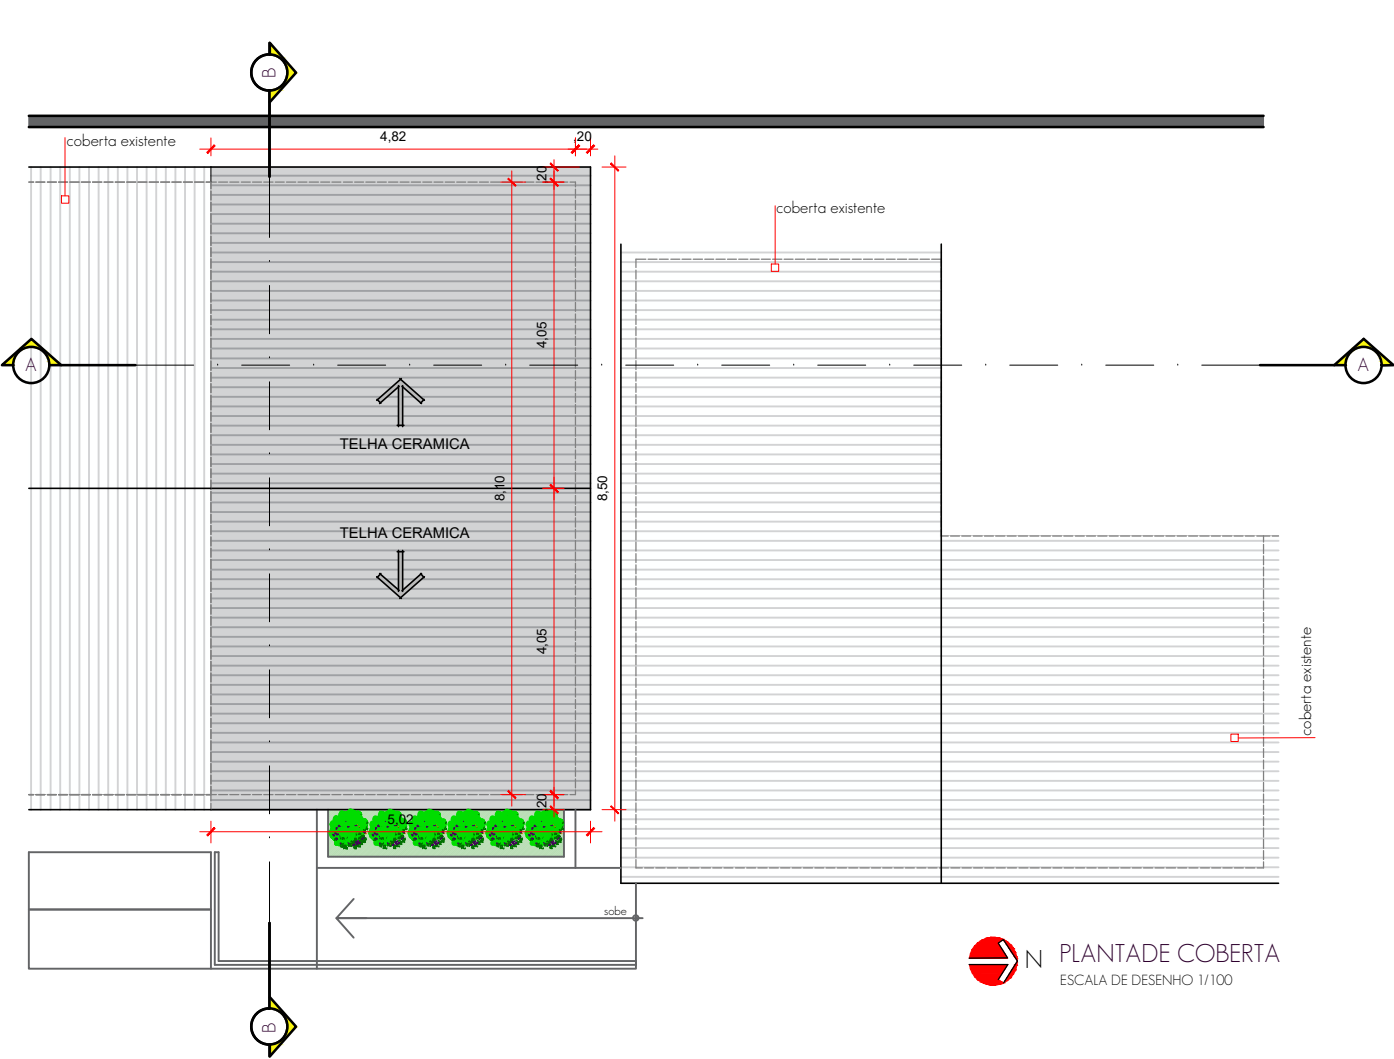 B
coberta existente
4,82
,20
,20
coberta existente
4,05
A
A
TELHA CERAMICA
8,10
8,50
TELHA CERAMICA
4,05
coberta existente
,20
5,02
sobe
N
PLANTADE COBERTA
ESCALA DE DESENHO 1/100
B